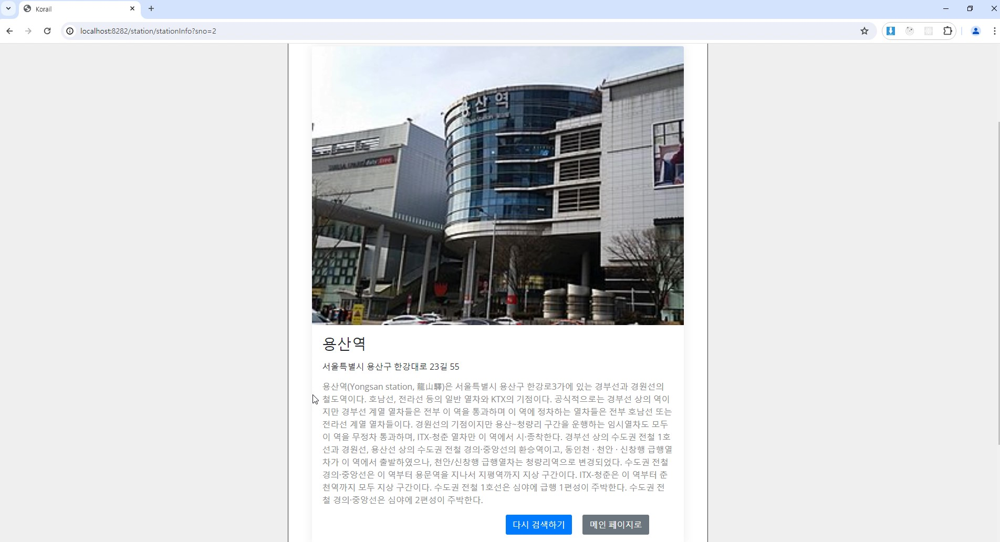 Korail
localhost:8282/station/stationInfo?sno=2
용산역
용산역
서울특별시 용산구 한강대로 23길 55
용산역(Yongsan station, 龍山驛)은 서울특별시 용산구 한강로3가에 있는 경부선과 경원선의
철도역이다. 호남선, 전라선 등의 일반 열차와 KTX의 기점이다. 공식적으로는 경부선 상의 역이
지만 경부선 계열 열차들은 전부 이 역을 통과하며 이 역에 정차하는 열차들은 전부 호남선 또는
전라선 계열 열차들이다. 경원선의 기점이지만 용산~청량리 구간을 운행하는 임시열차도 모두
이 역을 무정차 통과하며, ITX-청춘 열차만 이 역에서 시·종착한다. 경부선 상의 수도권 전철 1호
선과 경원선, 용산선 상의 수도권 전철 경의·중앙선의 환승역이고, 동인천 · 천안 · 신창행 급행열
차가 이 역에서 출발하였으나, 천안/신창행 급행열차는 청량리역으로 변경되었다. 수도권 전철
경의·중앙선은 이 역부터 용문역을 지나서 지평역까지 지상 구간이다. ITX-청춘은 이 역부터 춘
천역까지 모두 지상 구간이다. 수도권 전철 1호선은 심야에 급행 1편성이 주박한다. 수도권 전
철 경의·중앙선은 심야에 2편성이 주박한다.
다시 검색하기 메인 페이지로